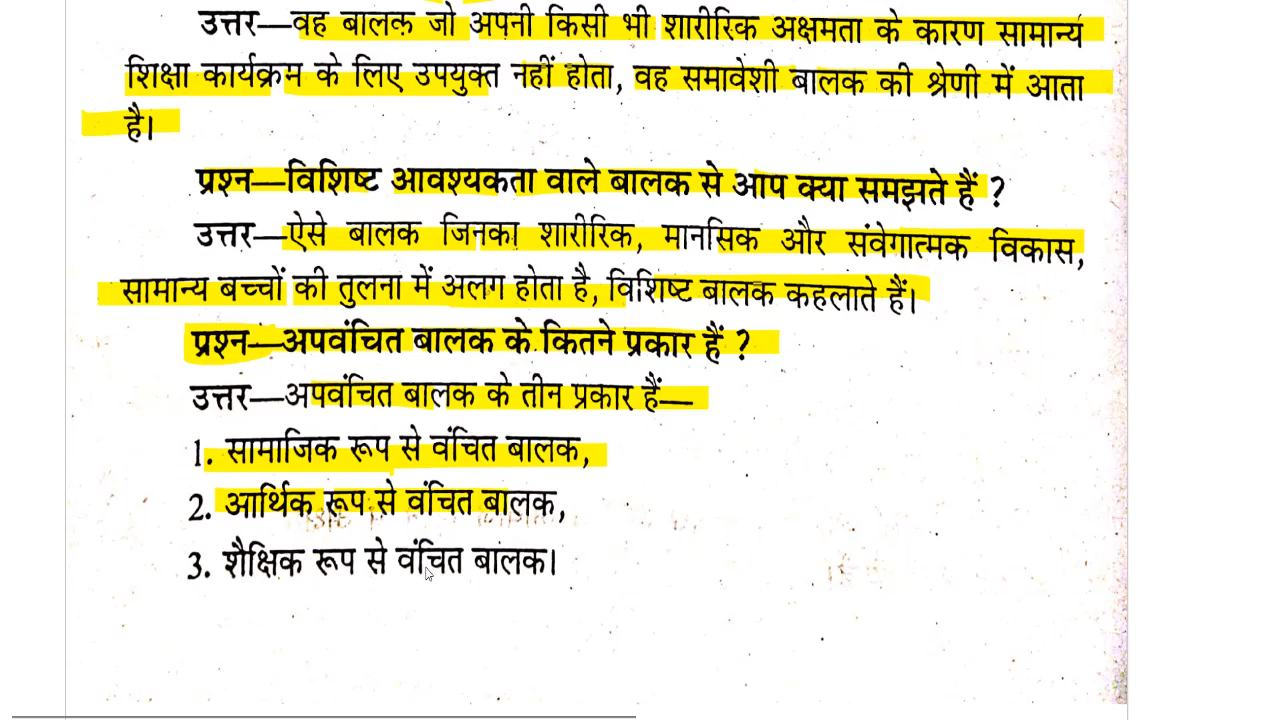 उत्तर—वह बालक जो अपनी किसी भी शारीरिक अक्षमता के कारण सामान्य
शिक्षा कार्यक्रम के लिए उपयुक्त नहीं होता, वह समावेशी बालक की श्रेणी में आता
है।
प्रश्न—विशिष्ट आवश्यकता वाले बालक से आप क्या समझते हैं ?
उत्तर—ऐसे बालक जिनका शारीरिक, मानसिक और संवेगात्मक विकास,
सामान्य बच्चों की तुलना में अलग होता है, विशिष्ट बालक कहलाते हैं।
प्रश्न—अपवंचित बालक के कितने प्रकार हैं ?
उत्तर—अपवंचित बालक के तीन प्रकार हैं—
1. सामाजिक रूप से वंचित बालक,
2. आर्थिक रूप से वंचित बालक,
3. शैक्षिक रूप से वंचित बालक।